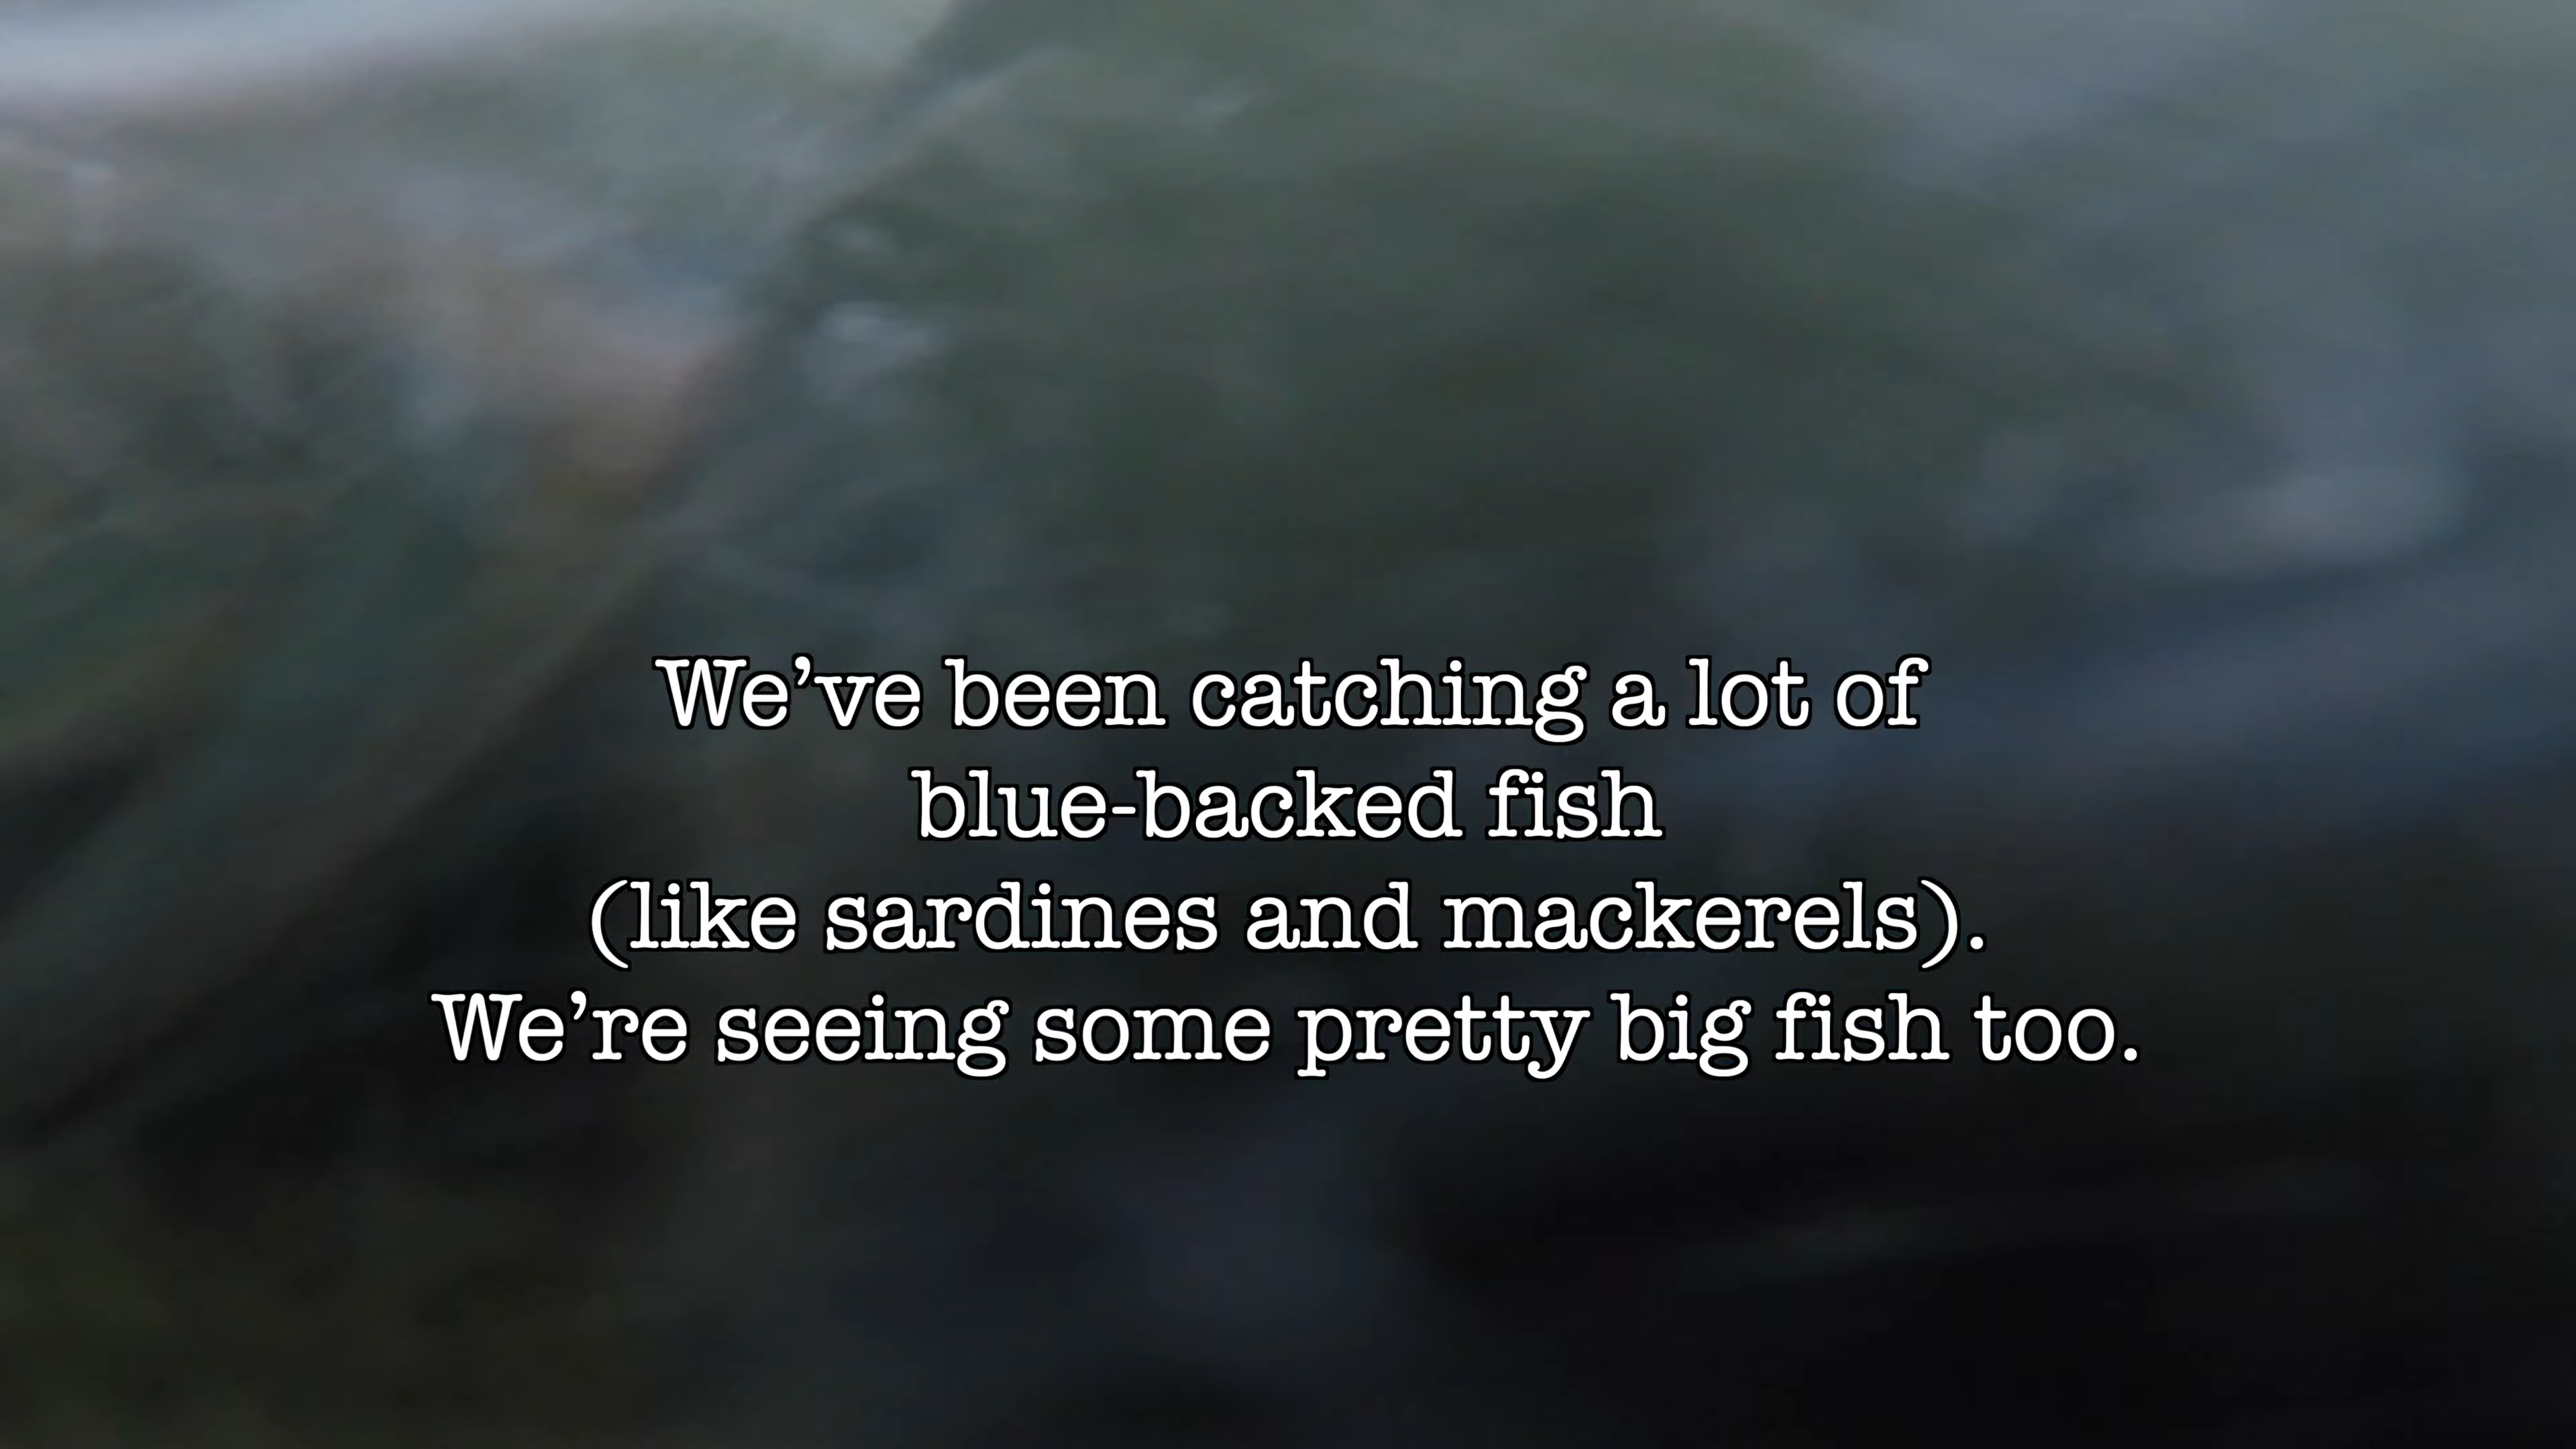 We’ve been catching a lot of
blue-backed fish
(like sardines and mackerels).
We’re seeing some pretty big fish too.